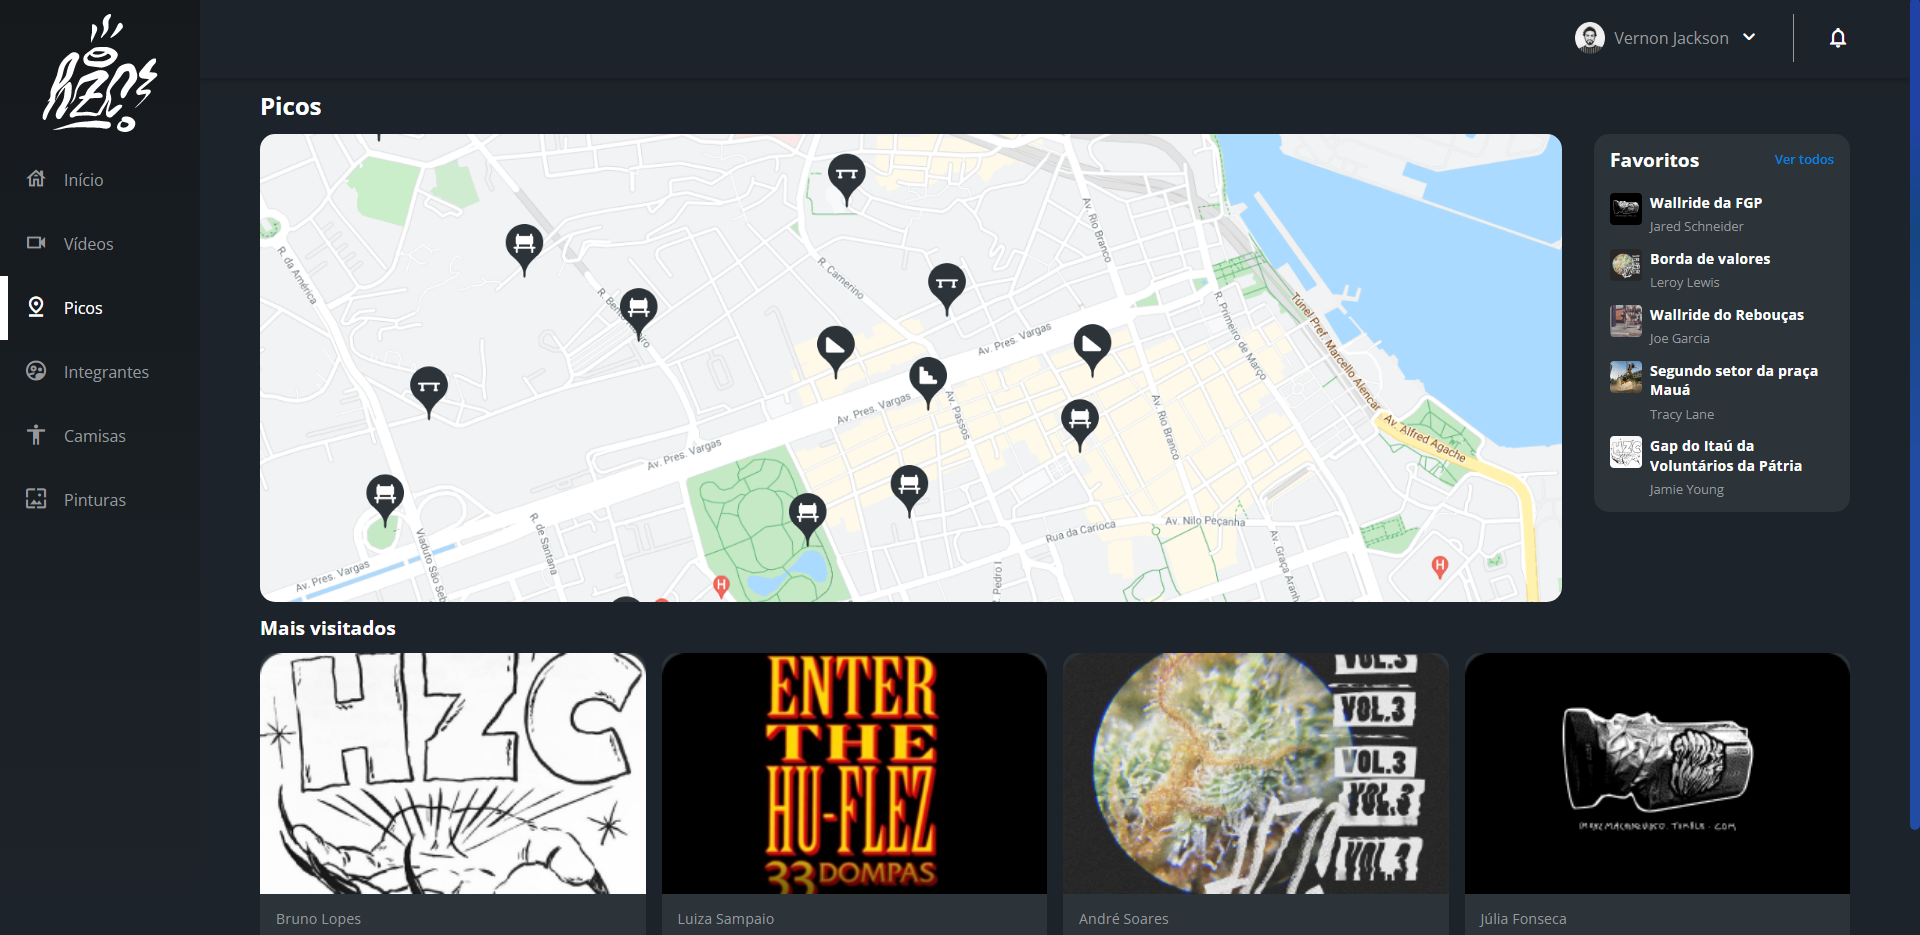 Vernon Jackson
Início
Vídeos
Picos
Integrantes
Camisas
Pinturas
Picos
R. da América
Av. Rio Branco
R. Camerino
R. Primeiro de Março
Túnel Pref. Marcello Alencar
Av. Pres. Vargas
Av. Pres. Vargas
Av. Passos
Av. Rio Branco
Av. Alfred Agache
Av. Pres. Vargas
R. de Santana
Rua da Carioca
Av. Nilo Peçanha
Viaduto São Seb
Av. Pres. Vargas
R. Pedro I
Av. Graça Aranh
H
H
Favoritos
Ver todos
Wallride da FGP
Jared Schneider
Borda de valores
Leroy Lewis
Wallride do Rebouças
Joe Garcia
Segundo setor da praça
Mauá
Tracy Lane
Gap do Itaú da
Voluntários da Pátria
Jamie Young
Mais visitados
HZC
ENTER
THE
HU-FLEZ
33 DOMPAS
VOL.3
VOL.3
VOL.3
VOL.3
VOL.3
Bruno Lopes
Luiza Sampaio
André Soares
Júlia Fonseca